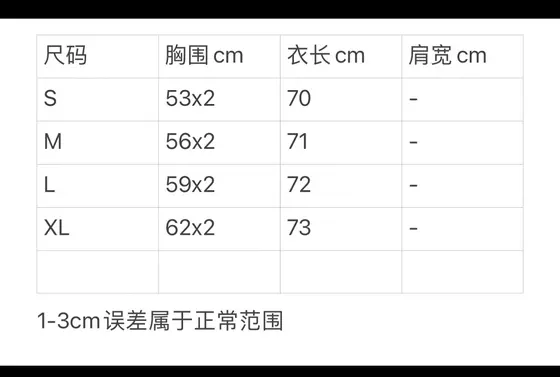 尺码 胸围cm 衣长cm 肩宽cm
S 53x2 70 -
M 56x2 71 -
L 59x2 72 -
XL 62x2 73 -
1-3cm误差属于正常范围